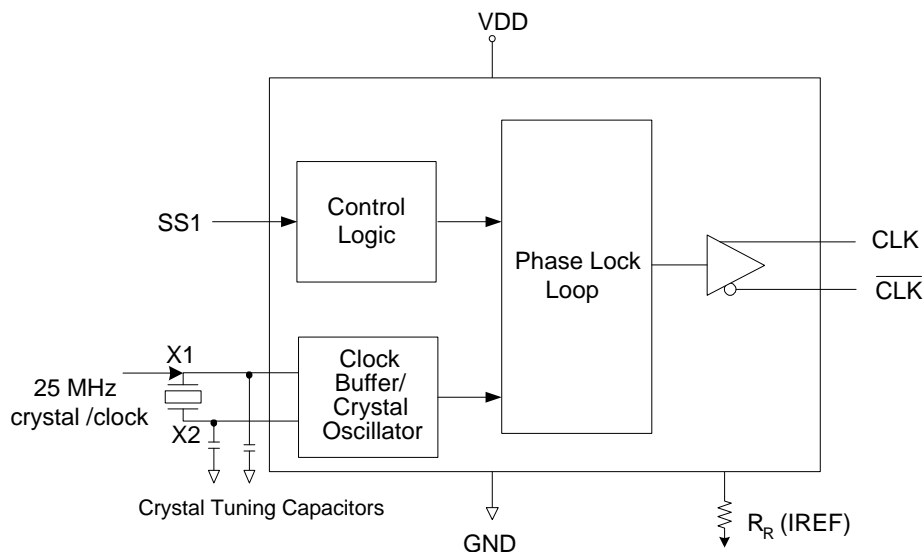 VDD
Control
Logic
SS1
Phase Lock
Loop
CLK
CLK
X1
25 MHz
crystal /clock
X2
Clock
Buffer/
Crystal
Oscillator
Crystal Tuning Capacitors
GND
RR (IREF)